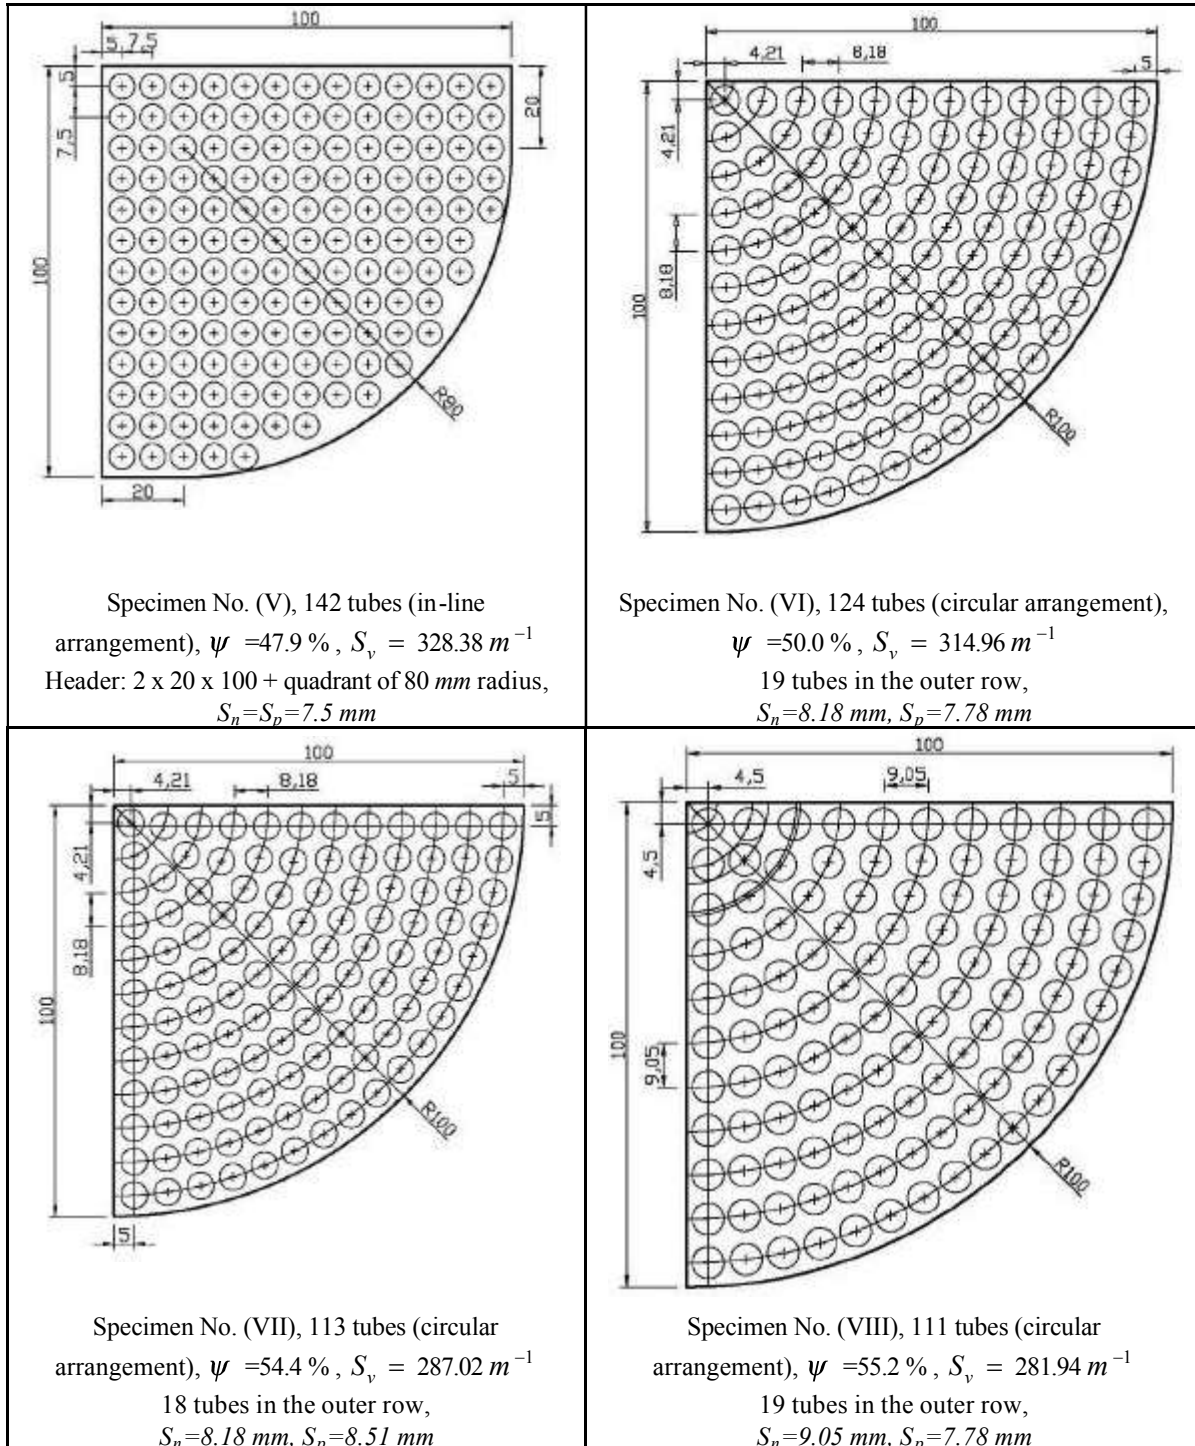 100
5 7,5
5
7,5
20
100
R80
20
Specimen No. (V), 142 tubes (in-line
arrangement), ψ =47.9 % , S_v = 328.38 m⁻¹
Header: 2 x 20 x 100 + quadrant of 80 mm radius,
S_n=S_p=7.5 mm
100
4,21 8,18 5
4,21
8,18
100
R100
Specimen No. (VI), 124 tubes (circular arrangement),
ψ =50.0 % , S_v = 314.96 m⁻¹
19 tubes in the outer row,
S_n=8.18 mm, S_p=7.78 mm
100
4,21 8,18 5
5
4,21
8,18
100
R100
5
Specimen No. (VII), 113 tubes (circular
arrangement), ψ =54.4 % , S_v = 287.02 m⁻¹
18 tubes in the outer row,
S_n=8.18 mm, S_p=8.51 mm
100
4,5 9,05
4,5
9,05
100
R100
Specimen No. (VIII), 111 tubes (circular
arrangement), ψ =55.2 % , S_v = 281.94 m⁻¹
19 tubes in the outer row,
S_n=9.05 mm, S_p=7.78 mm